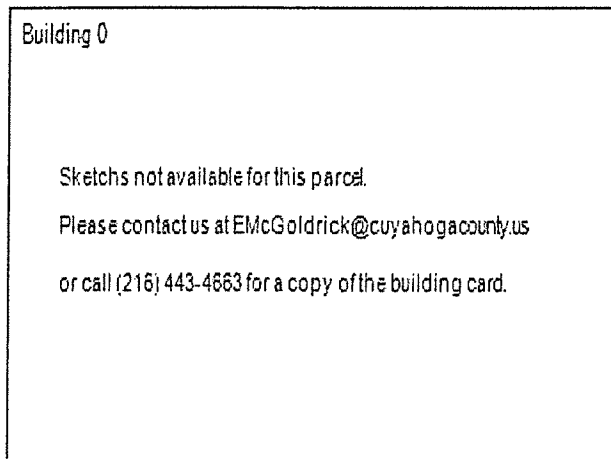 Building 0
Sketchs not available for this parcel.
Please contact us at EMcGoldrick@cuyahogacounty.us
or call (216) 443-4663 for a copy of the building card.